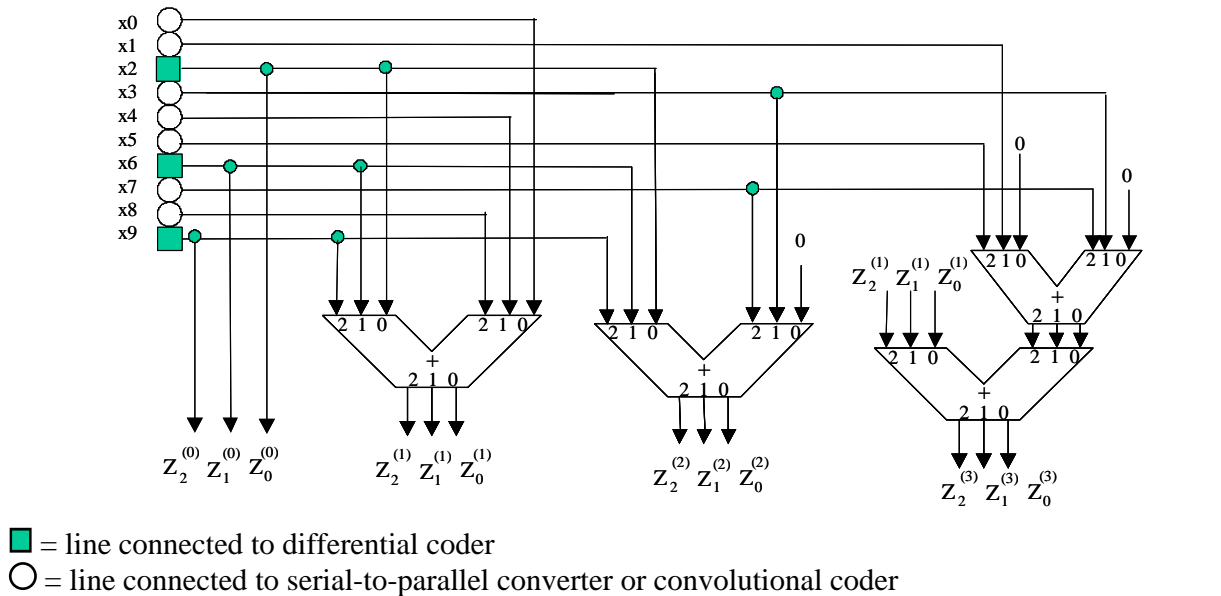 x0
x1
x2
x3
x4
x5
x6
x7
x8
x9
0
0
0
2 1 0
2 1 0
Z₂⁽¹⁾ Z₁⁽¹⁾ Z₀⁽¹⁾
+
2 1 0
2 1 0
2 1 0
+
2 1 0
2 1 0
2 1 0
+
2 1 0
2 1 0
2 1 0
+
2 1 0
Z₂⁽⁰⁾ Z₁⁽⁰⁾ Z₀⁽⁰⁾
Z₂⁽¹⁾ Z₁⁽¹⁾ Z₀⁽¹⁾
Z₂⁽²⁾ Z₁⁽²⁾ Z₀⁽²⁾
Z₂⁽³⁾ Z₁⁽³⁾ Z₀⁽³⁾
= line connected to differential coder
= line connected to serial-to-parallel converter or convolutional coder